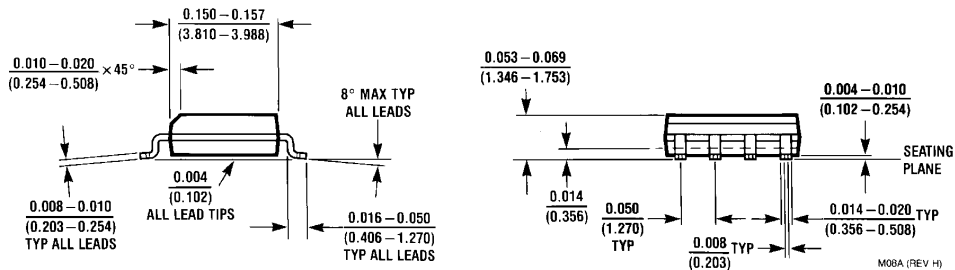 0.150 – 0.157
(3.810 – 3.988)
0.010 – 0.020
(0.254 – 0.508)
× 45°
8° MAX TYP
ALL LEADS
0.004
(0.102)
ALL LEAD TIPS
0.008 – 0.010
(0.203 – 0.254)
TYP ALL LEADS
0.016 – 0.050
(0.406 – 1.270)
TYP ALL LEADS
0.053 – 0.069
(1.346 – 1.753)
0.004 – 0.010
(0.102 – 0.254)
SEATING
PLANE
0.014
(0.356)
0.050
(1.270)
TYP
0.008
(0.203)
TYP
0.014 – 0.020
(0.356 – 0.508)
TYP
M08A (REV H)